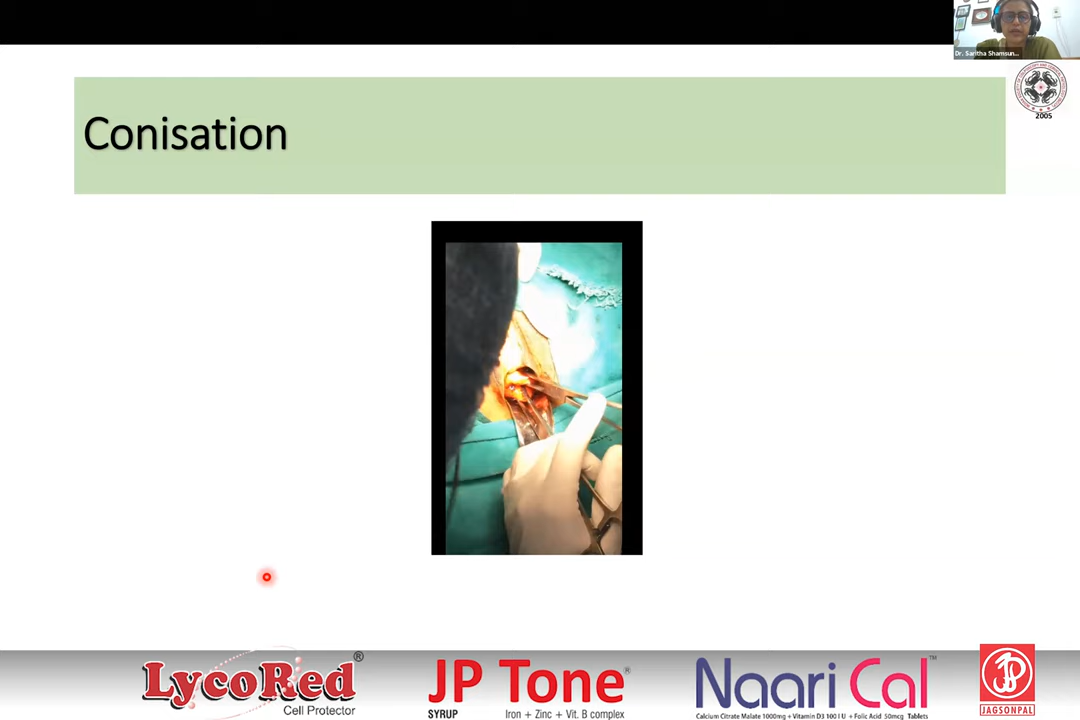 Dr. Saritha Shamsun...
2005
Conisation
LycoRed®
Cell Protector
JP Tone®
SYRUP Iron + Zinc + Vit. B complex
Naari Cal™
Calcium Citrate Malate 1000mg + Vitamin D3 100 I U + Folic Acid 50mcg Tablets
JAGSONPAL